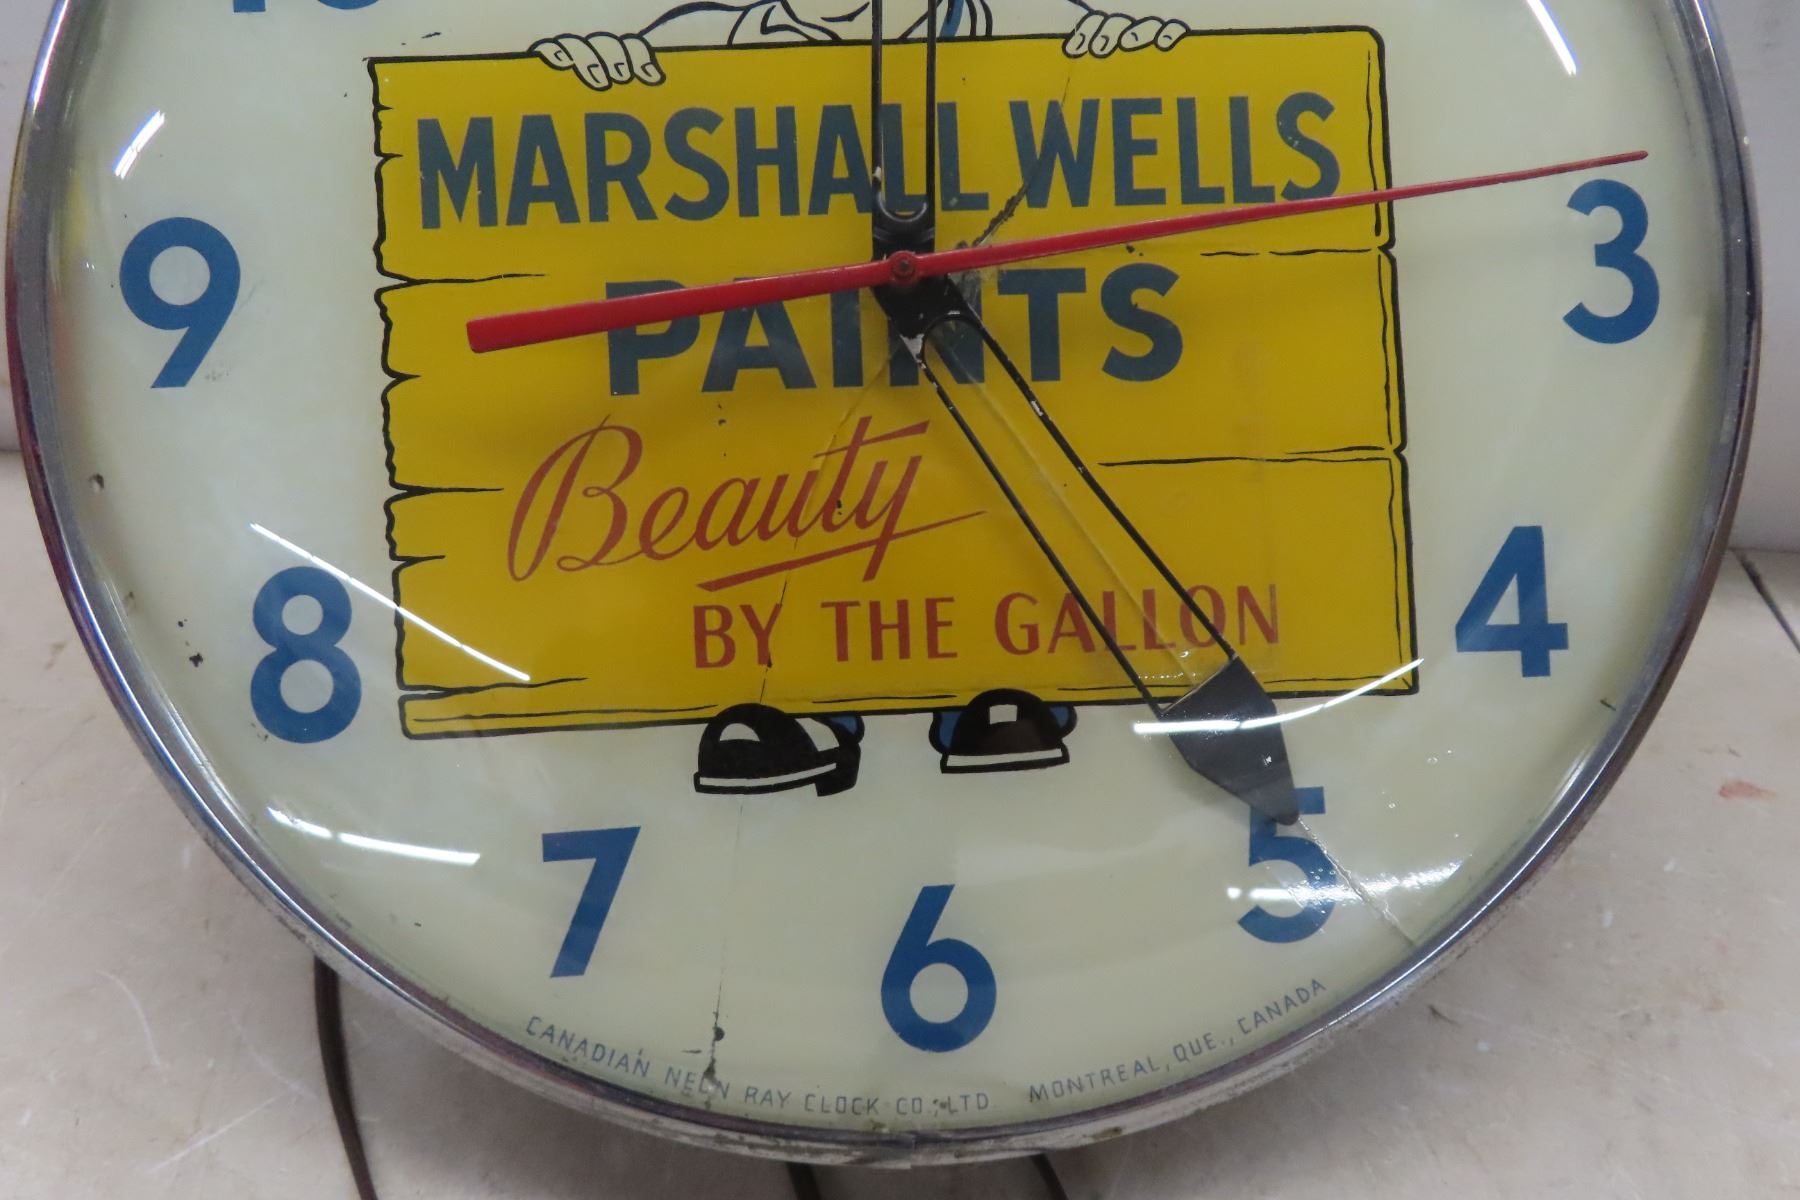 MARSHALL WELLS
9
3
PAINTS
Beauty
8
BY THE GALLON
4
7
5
6
CANADIAN NEON RAY CLOCK CO., LTD. MONTREAL, QUE., CANADA